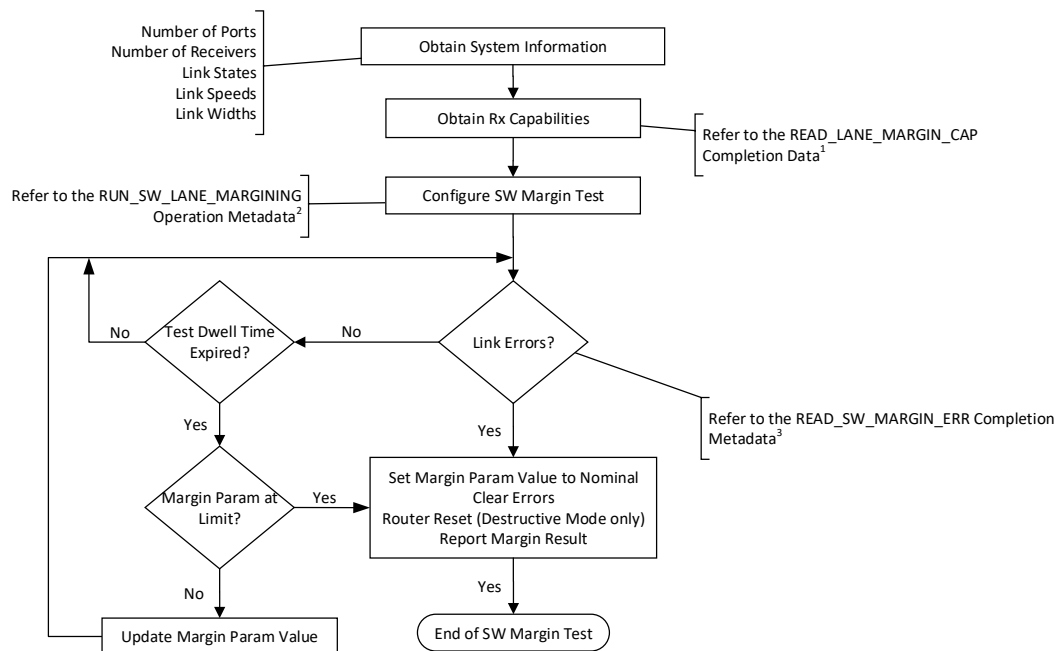 Number of Ports
Number of Receivers
Link States
Link Speeds
Link Widths
Obtain System Information
Obtain Rx Capabilities
Refer to the READ_LANE_MARGIN_CAP
Completion Data1
Refer to the RUN_SW_LANE_MARGINING
Operation Metadata2
Configure SW Margin Test
No
Test Dwell Time
Expired?
No
Link Errors?
Refer to the READ_SW_MARGIN_ERR Completion
Metadata3
Yes
Yes
Margin Param at
Limit?
Yes
Set Margin Param Value to Nominal
Clear Errors
Router Reset (Destructive Mode only)
Report Margin Result
No
Yes
Update Margin Param Value
End of SW Margin Test